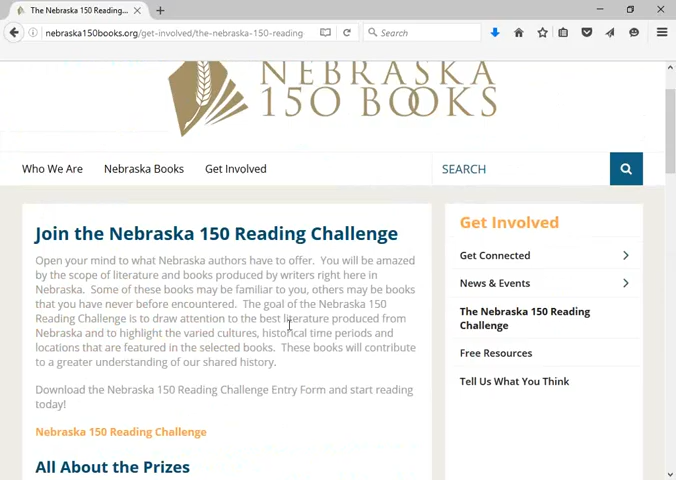 The Nebraska 150 Reading...
nebraska150books.org/get-involved/the-nebraska-150-reading
Search
NEBRASKA
150 BOOKS
Who We Are
Nebraska Books
Get Involved
SEARCH
Join the Nebraska 150 Reading Challenge
Open your mind to what Nebraska authors have to offer.  You will be amazed
by the scope of literature and books produced by writers right here in
Nebraska.  Some of these books may be familiar to you, others may be books
that you have never before encountered.  The goal of the Nebraska 150
Reading Challenge is to draw attention to the best literature produced from
Nebraska and to highlight the varied cultures, historical time periods and
locations that are featured in the selected books.  These books will contribute
to a greater understanding of our shared history.
Download the Nebraska 150 Reading Challenge Entry Form and start reading
today!
Nebraska 150 Reading Challenge
All About the Prizes
Get Involved
Get Connected
News & Events
The Nebraska 150 Reading
Challenge
Free Resources
Tell Us What You Think